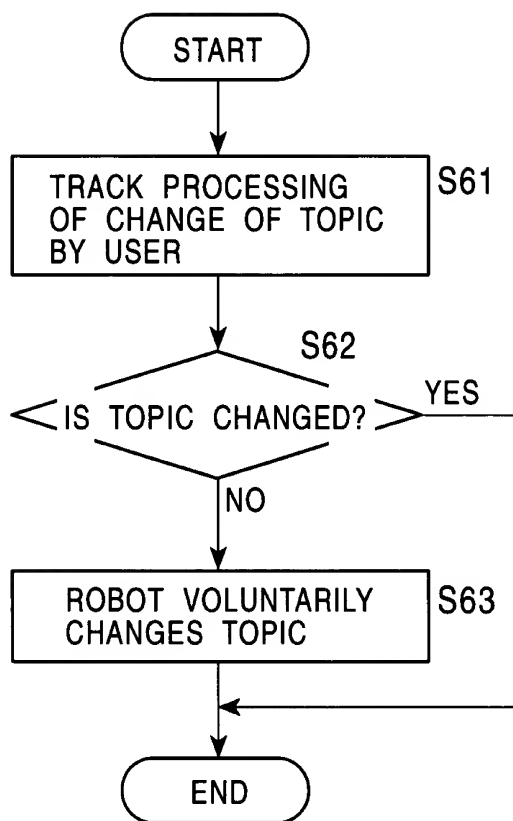 START
TRACK PROCESSING
OF CHANGE OF TOPIC
BY USER
S61
S62
IS TOPIC CHANGED?
YES
NO
ROBOT VOLUNTARILY
CHANGES TOPIC
S63
END